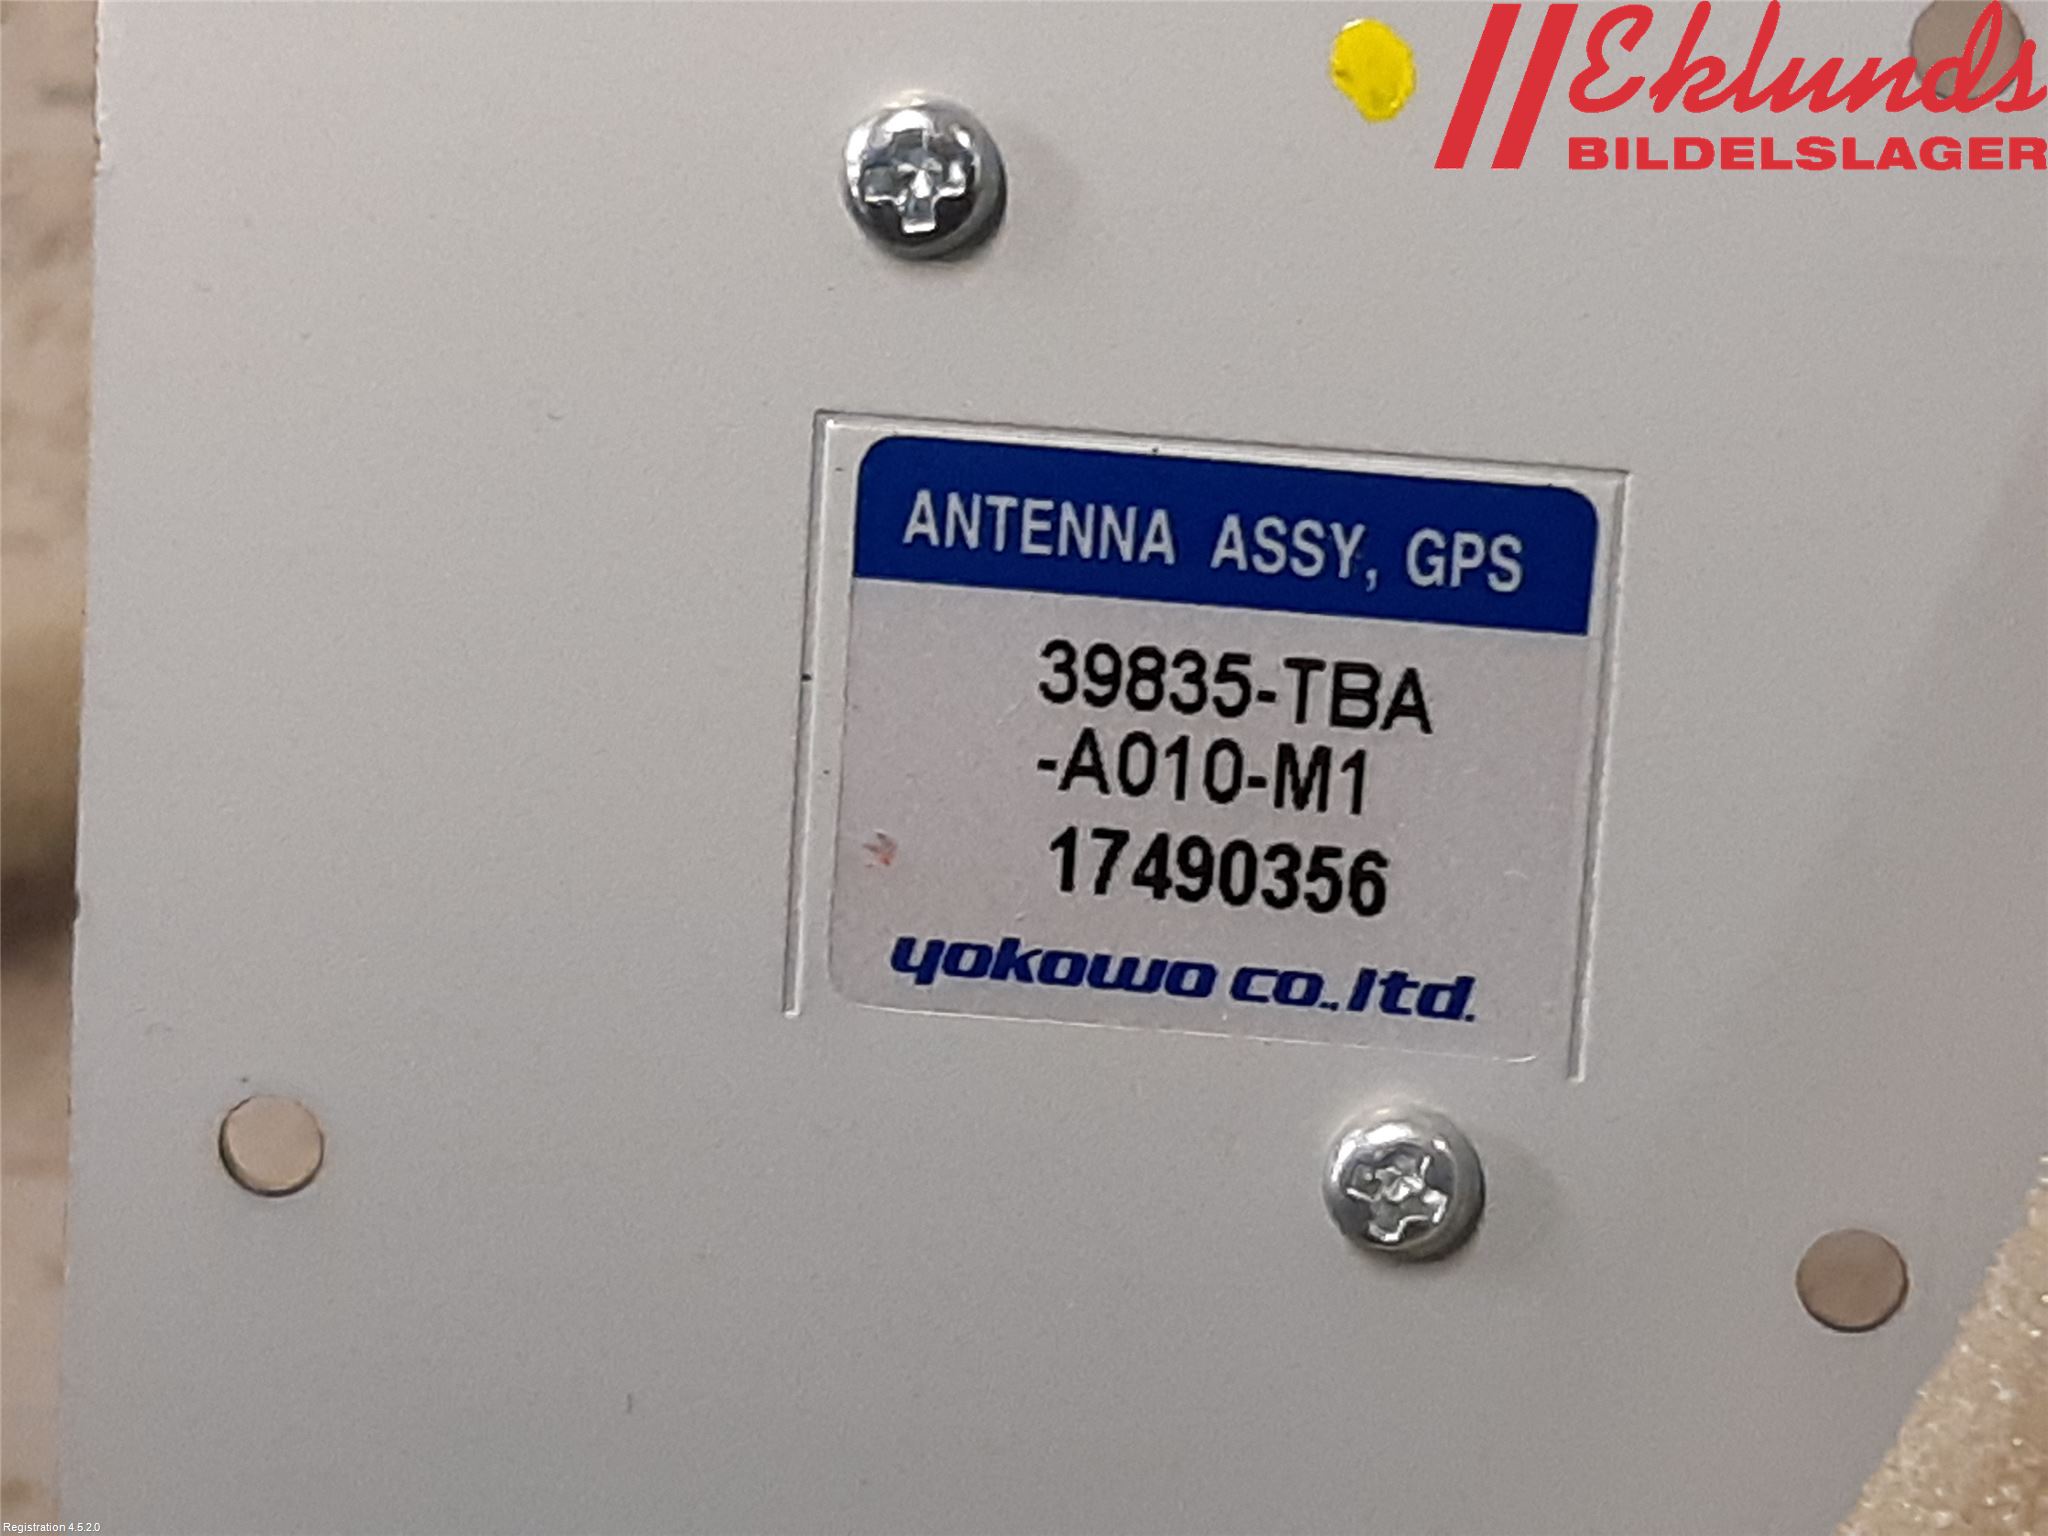 Eklunds
BILDELSLAGER
ANTENNA ASSY, GPS
39835-TBA
-A010-M1
17490356
yokowo co., ltd.
Registration 4.5.2.0